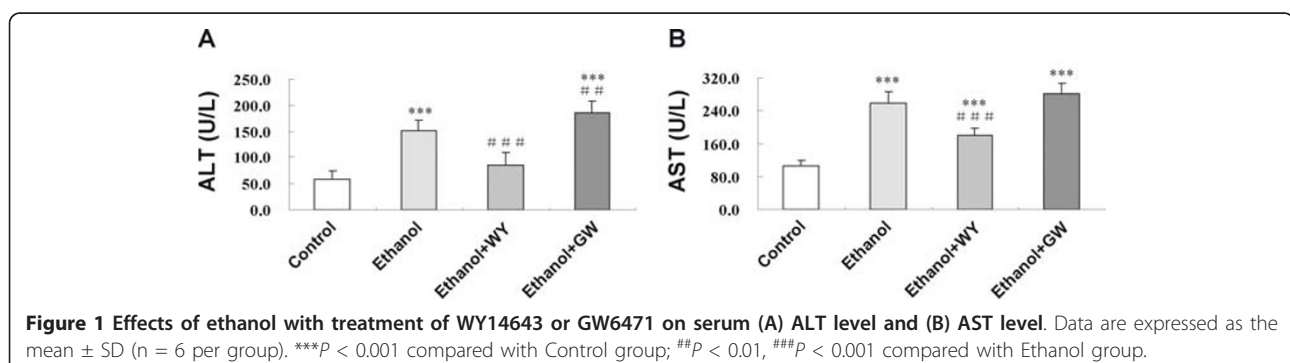 A
B
ALT (U/L)
250.0
200.0
150.0
100.0
50.0
0.0
***
# # #
***
# #
Control
Ethanol
Ethanol+WY
Ethanol+GW
AST (U/L)
320.0
240.0
160.0
80.0
0.0
***
***
# # #
***
Control
Ethanol
Ethanol+WY
Ethanol+GW
Figure 1 Effects of ethanol with treatment of WY14643 or GW6471 on serum (A) ALT level and (B) AST level. Data are expressed as the
mean ± SD (n = 6 per group). ***P < 0.001 compared with Control group; ##P < 0.01, ###P < 0.001 compared with Ethanol group.